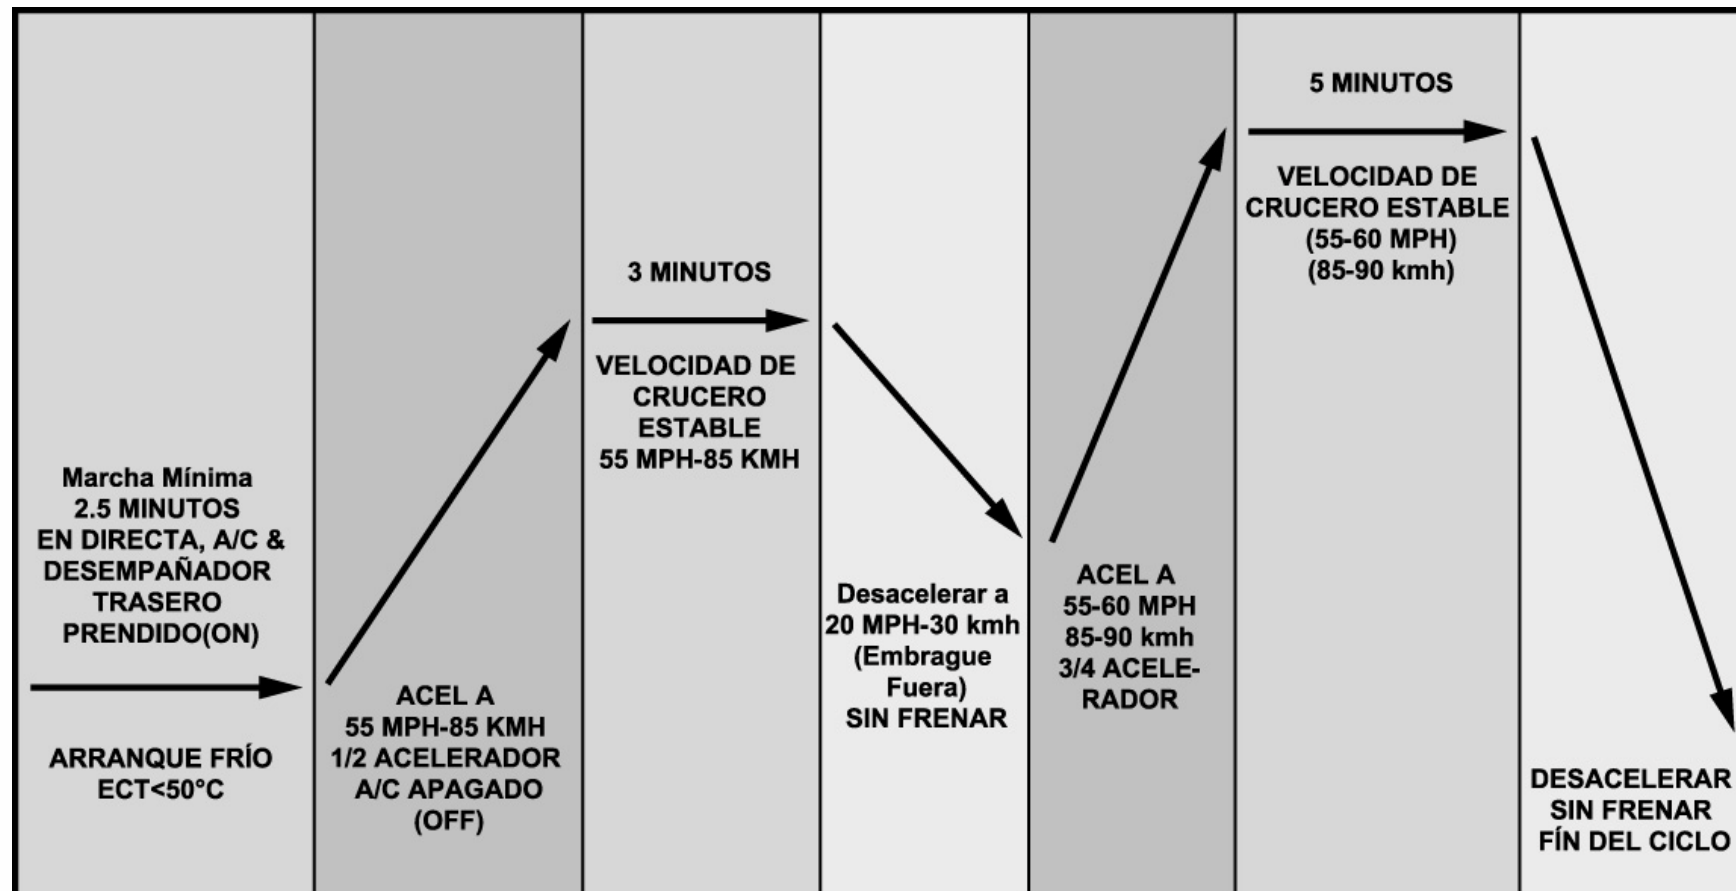 Marcha Mínima
2.5 MINUTOS
EN DIRECTA, A/C &
DESEMPAÑADOR
TRASERO
PRENDIDO(ON)
ARRANQUE FRÍO
ECT<50°C
ACEL A
55 MPH-85 KMH
1/2 ACELERADOR
A/C APAGADO
(OFF)
3 MINUTOS
VELOCIDAD DE
CRUCERO
ESTABLE
55 MPH-85 KMH
Desacelerar a
20 MPH-30 kmh
(Embrague
Fuera)
SIN FRENAR
ACEL A
55-60 MPH
85-90 kmh
3/4 ACELE-
RADOR
5 MINUTOS
VELOCIDAD DE
CRUCERO ESTABLE
(55-60 MPH)
(85-90 kmh)
DESACELERAR
SIN FRENAR
FÍN DEL CICLO